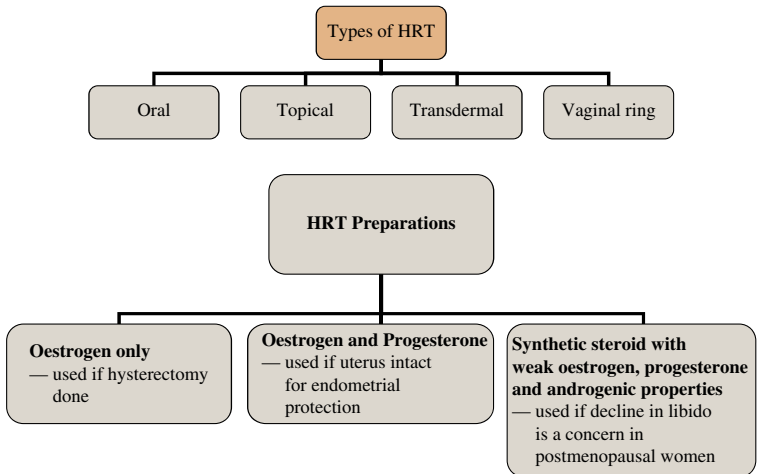 Types of HRT
Oral
Topical
Transdermal
Vaginal ring
HRT Preparations
Oestrogen only
— used if hysterectomy
done
Oestrogen and Progesterone
— used if uterus intact
for endometrial
protection
Synthetic steroid with
weak oestrogen, progesterone
and androgenic properties
— used if decline in libido
is a concern in
postmenopausal women